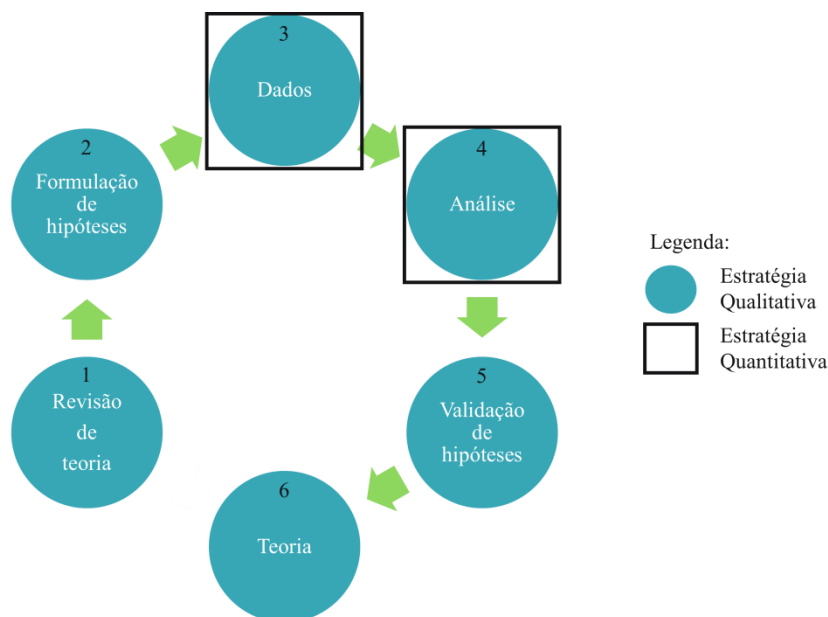 3
Dados
2
Formulação
de
hipóteses
4
Análise
1
Revisão
de
teoria
5
Validação
de
hipóteses
6
Teoria
Legenda:
Estratégia
Qualitativa
Estratégia
Quantitativa